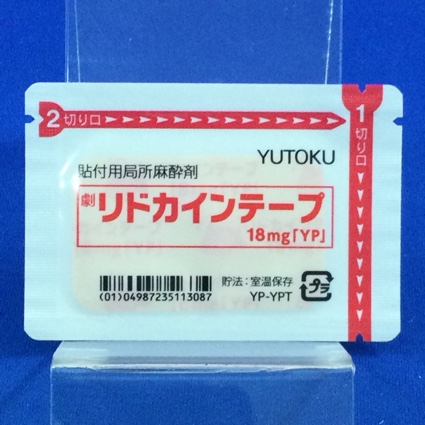 2切り口
1切り口
YUTOKU
貼付用局所麻酔剤
劇 リドカインテープ
18mg「YP」
(01)04987235113087
貯法:室温保存
YP-YPT
プラ